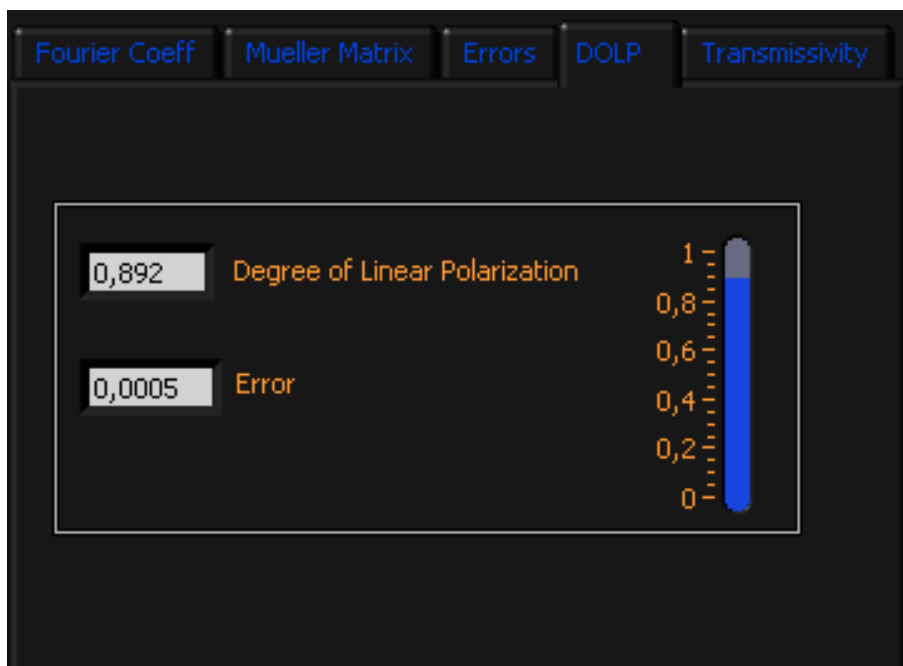 Fourier Coeff Mueller Matrix Errors DOLP Transmissivity
0,892 Degree of Linear Polarization
0,0005 Error
1
0,8
0,6
0,4
0,2
0